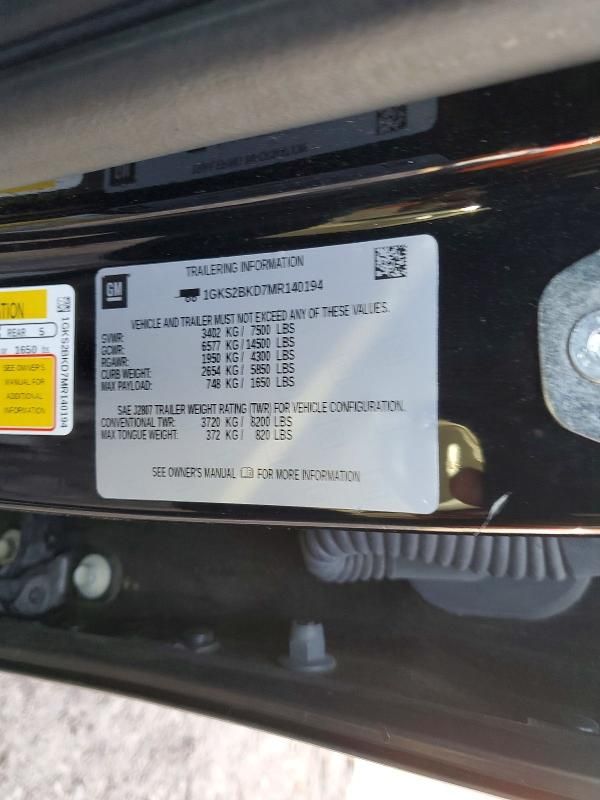 TRAILERING INFORMATION
GM
1GKS2BKD7MR140194
VEHICLE AND TRAILER MUST NOT EXCEED ANY OF THESE VALUES.
GVWR: 3402 KG / 7500 LBS
GCWR: 6577 KG / 14500 LBS
RGAWR: 1950 KG / 4300 LBS
CURB WEIGHT: 2654 KG / 5850 LBS
MAX PAYLOAD: 748 KG / 1650 LBS
SAE J2807 TRAILER WEIGHT RATING (TWR) FOR VEHICLE CONFIGURATION.
CONVENTIONAL TWR: 3720 KG / 8200 LBS
MAX TONGUE WEIGHT: 372 KG / 820 LBS
SEE OWNER'S MANUAL FOR MORE INFORMATION
REAR 5
or 1650
SEE OWNER'S
MANUAL FOR
ADDITIONAL
INFORMATION
1GKS2BKD7MR140194